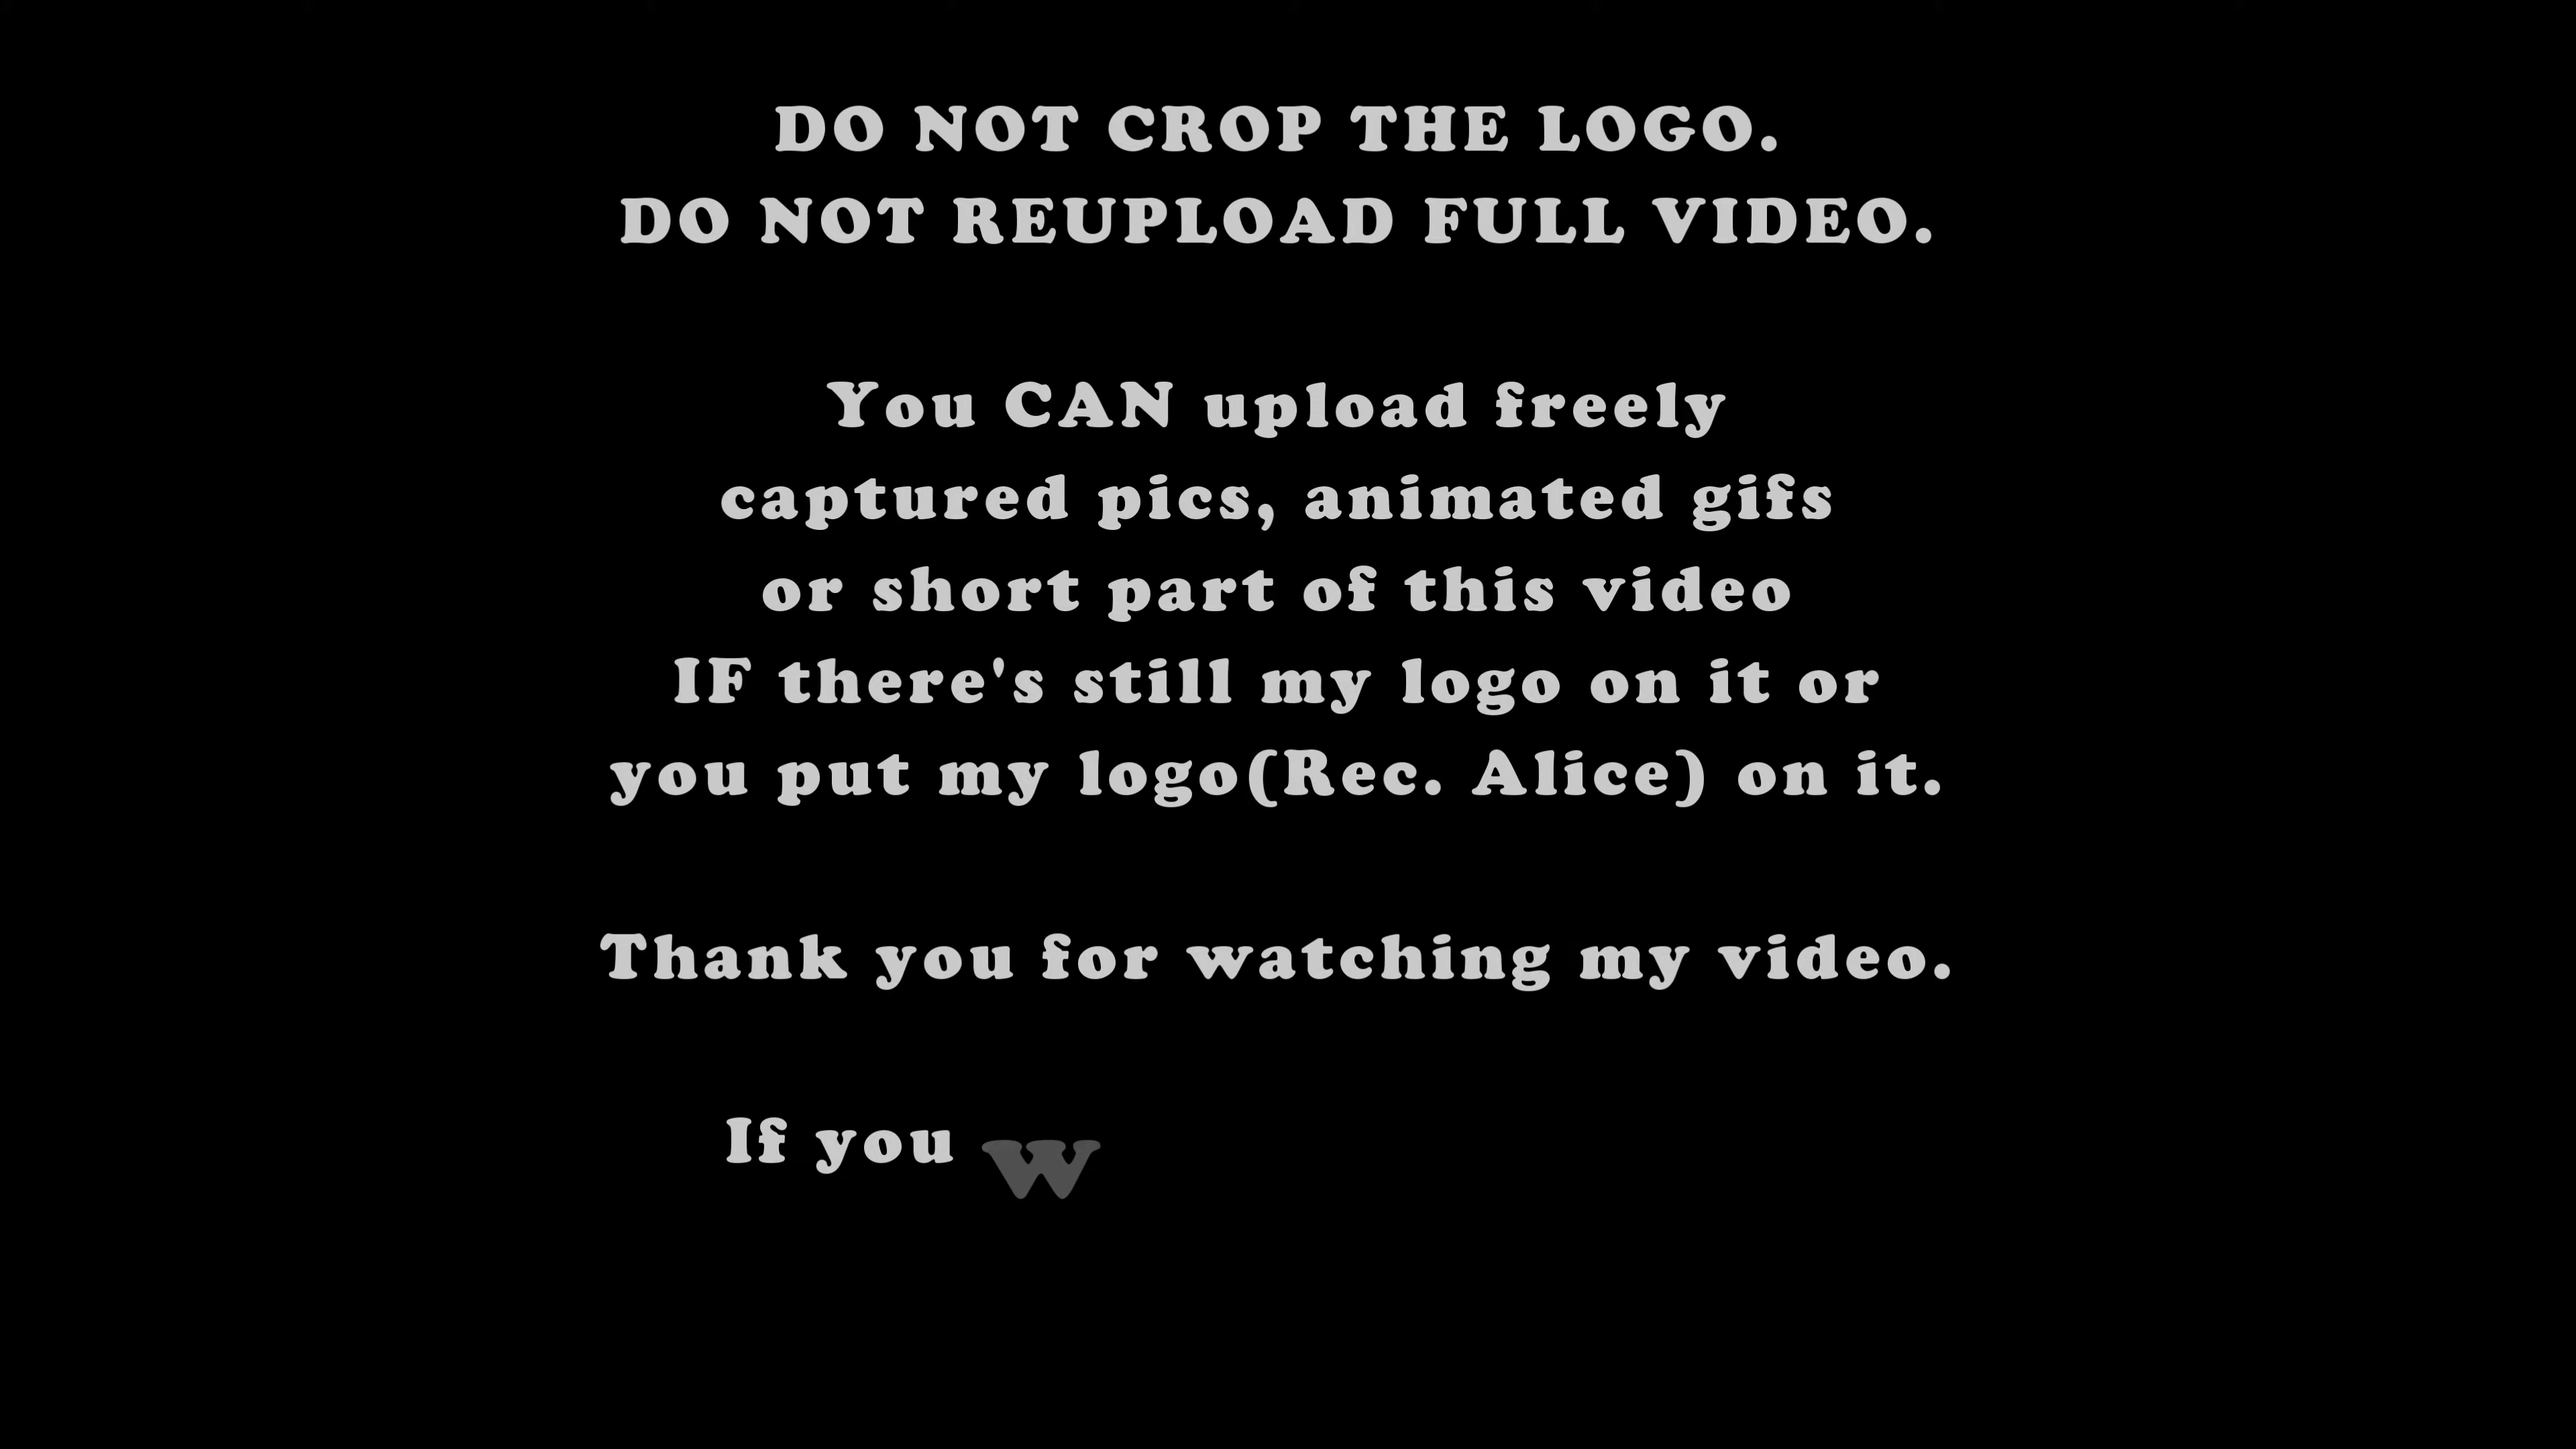 DO NOT CROP THE LOGO.
DO NOT REUPLOAD FULL VIDEO.
You CAN upload freely
captured pics, animated gifs
or short part of this video
IF there's still my logo on it or
you put my logo(Rec. Alice) on it.
Thank you for watching my video.
If you w